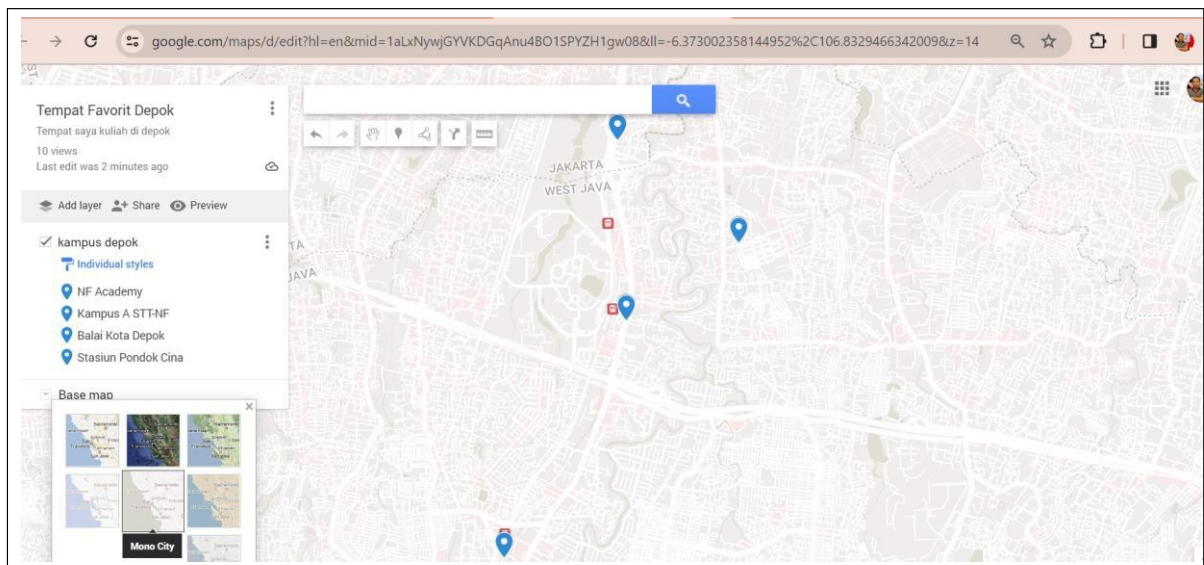 google.com/maps/d/edit?hl=en&mid=1aLxNywjGYVKDGqAnu4BO1SPYZH1gw08&ll=-6.373002358144952%2C106.8329466342009&z=14
Tempat Favorit Depok
Tempat saya kuliah di depok
10 views
Last edit was 2 minutes ago
Add layer Share Preview
kampus depok
Individual styles
NF Academy
Kampus A STT-NF
Balai Kota Depok
Stasiun Pondok Cina
Base map
Mono City
JAKARTA
WEST JAVA
TA
JAVA